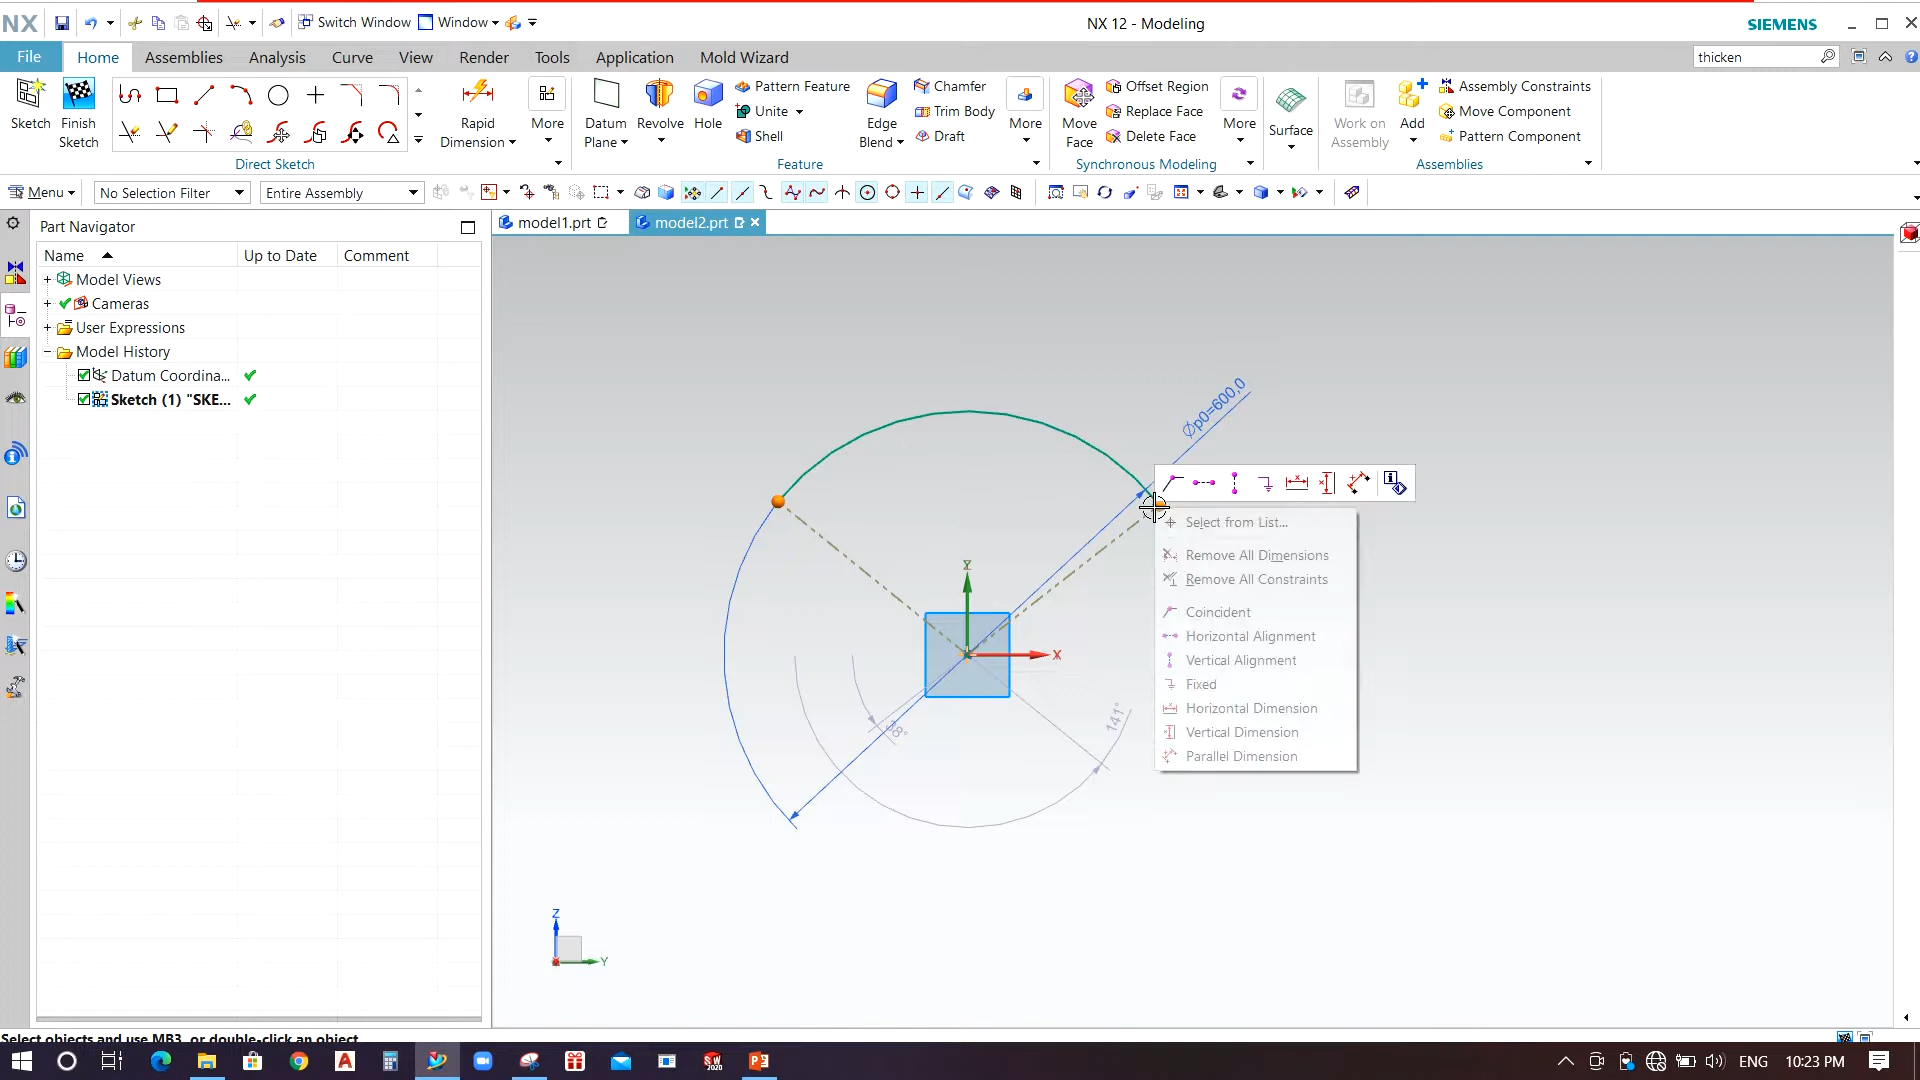 NX
Switch Window
Window
NX 12 - Modeling
SIEMENS
File
Home
Assemblies
Analysis
Curve
View
Render
Tools
Application
Mold Wizard
thicken
Sketch
Finish
Sketch
Direct Sketch
Rapid
Dimension
More
Datum
Plane
Revolve
Hole
Pattern Feature
Unite
Shell
Edge
Blend
Chamfer
Trim Body
Draft
More
Feature
Move
Face
Offset Region
Replace Face
Delete Face
More
Synchronous Modeling
Surface
Work on
Assembly
Add
Assembly Constraints
Move Component
Pattern Component
Assemblies
Menu
No Selection Filter
Entire Assembly
Part Navigator
model1.prt
model2.prt
Name
Up to Date
Comment
Model Views
Cameras
User Expressions
Model History
Datum Coordina...
Sketch (1) "SKE...
Øp0=600,0
Select from List...
Remove All Dimensions
Remove All Constraints
Coincident
Horizontal Alignment
Vertical Alignment
Fixed
Horizontal Dimension
Vertical Dimension
Parallel Dimension
X
38°
141°
Z
Y
Select objects and use MB3, or double-click an object
ENG
10:23 PM